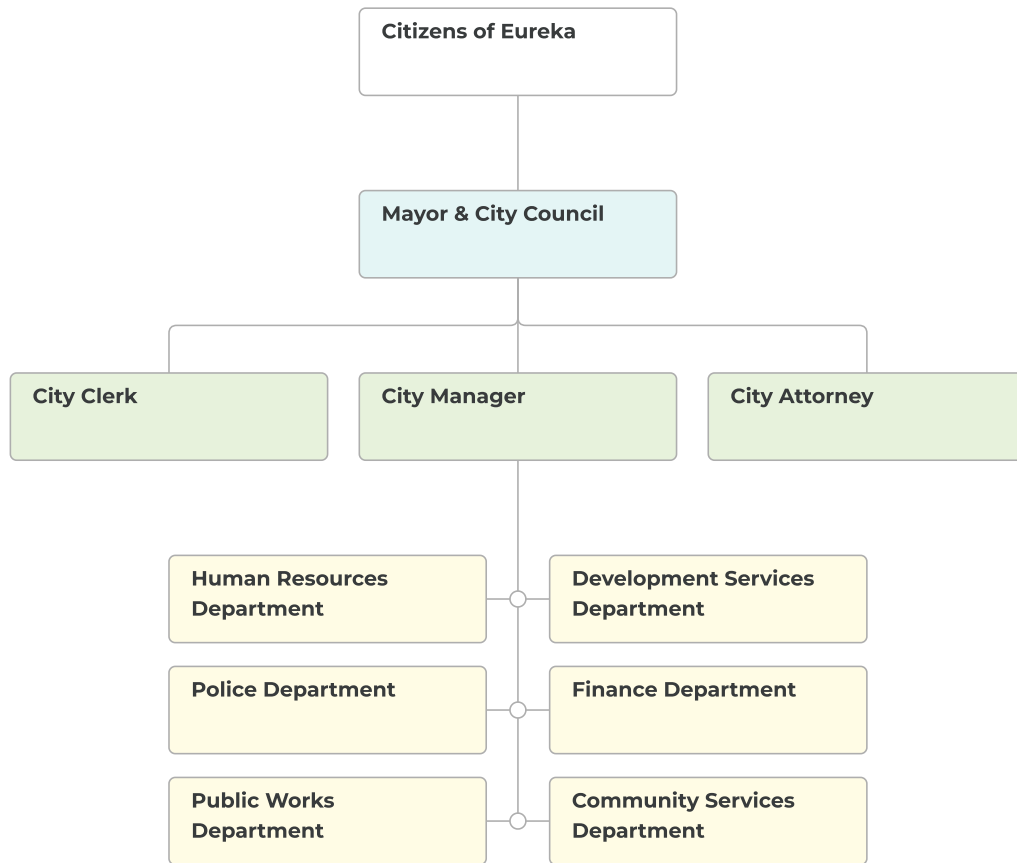 Citizens of Eureka
Mayor & City Council
City Clerk
City Manager
City Attorney
Human Resources
Department
Development Services
Department
Police Department
Finance Department
Public Works
Department
Community Services
Department